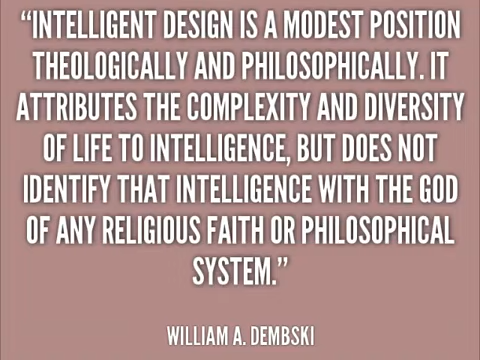 “INTELLIGENT DESIGN IS A MODEST POSITION
THEOLOGICALLY AND PHILOSOPHICALLY. IT
ATTRIBUTES THE COMPLEXITY AND DIVERSITY
OF LIFE TO INTELLIGENCE, BUT DOES NOT
IDENTIFY THAT INTELLIGENCE WITH THE GOD
OF ANY RELIGIOUS FAITH OR PHILOSOPHICAL
SYSTEM.”
WILLIAM A. DEMBSKI